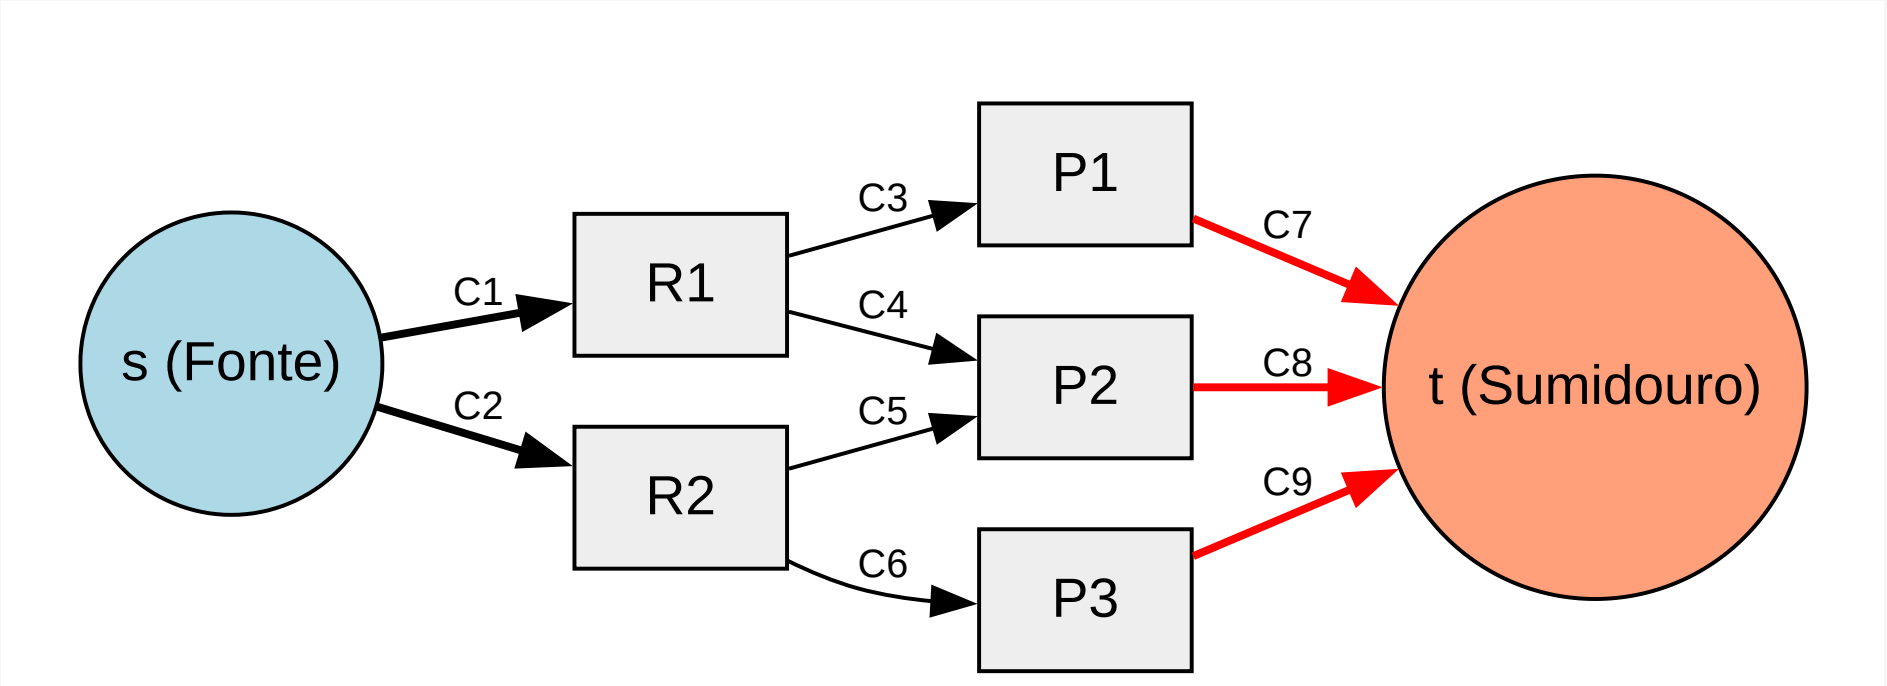 s (Fonte)
C1
C2
R1
R2
C3
C4
C5
C6
P1
P2
P3
C7
C8
C9
t (Sumidouro)